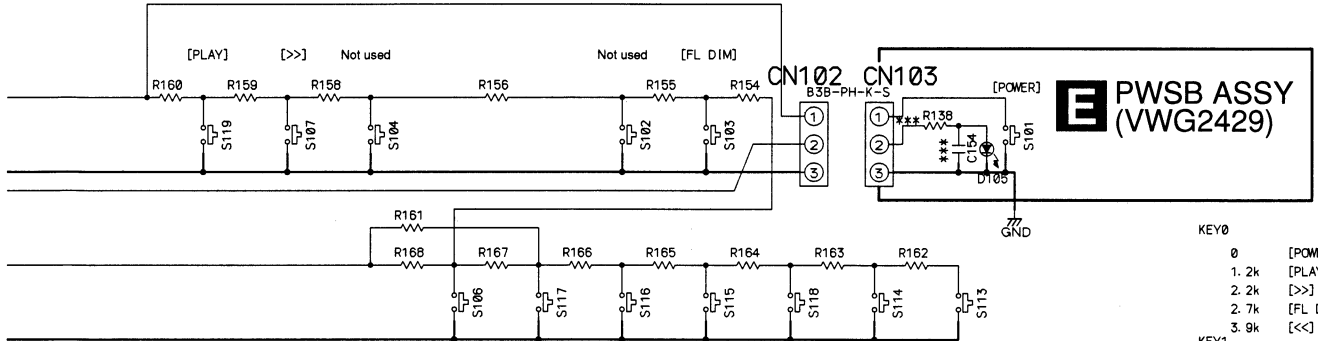 [PLAY] [>>] Not used Not used [FL DIM]
R160 R159 R158 R156 R155 R154
S119 S107 S104 S102 S103
CN102 CN103
B3B-PH-K-S
1 1
2 2
3 3
*** R138
*** C154
D105
[POWER]
S101
GND
E PWSB ASSY
(VWG2429)
R161
R168 R167 R166 R165 R164 R163 R162
S106 S117 S116 S115 S118 S114 S113
KEY0
0 [POW
1. 2k [PLAY
2. 2k [>>]
2. 7k [FL D
3. 9k [<<]
KEY1